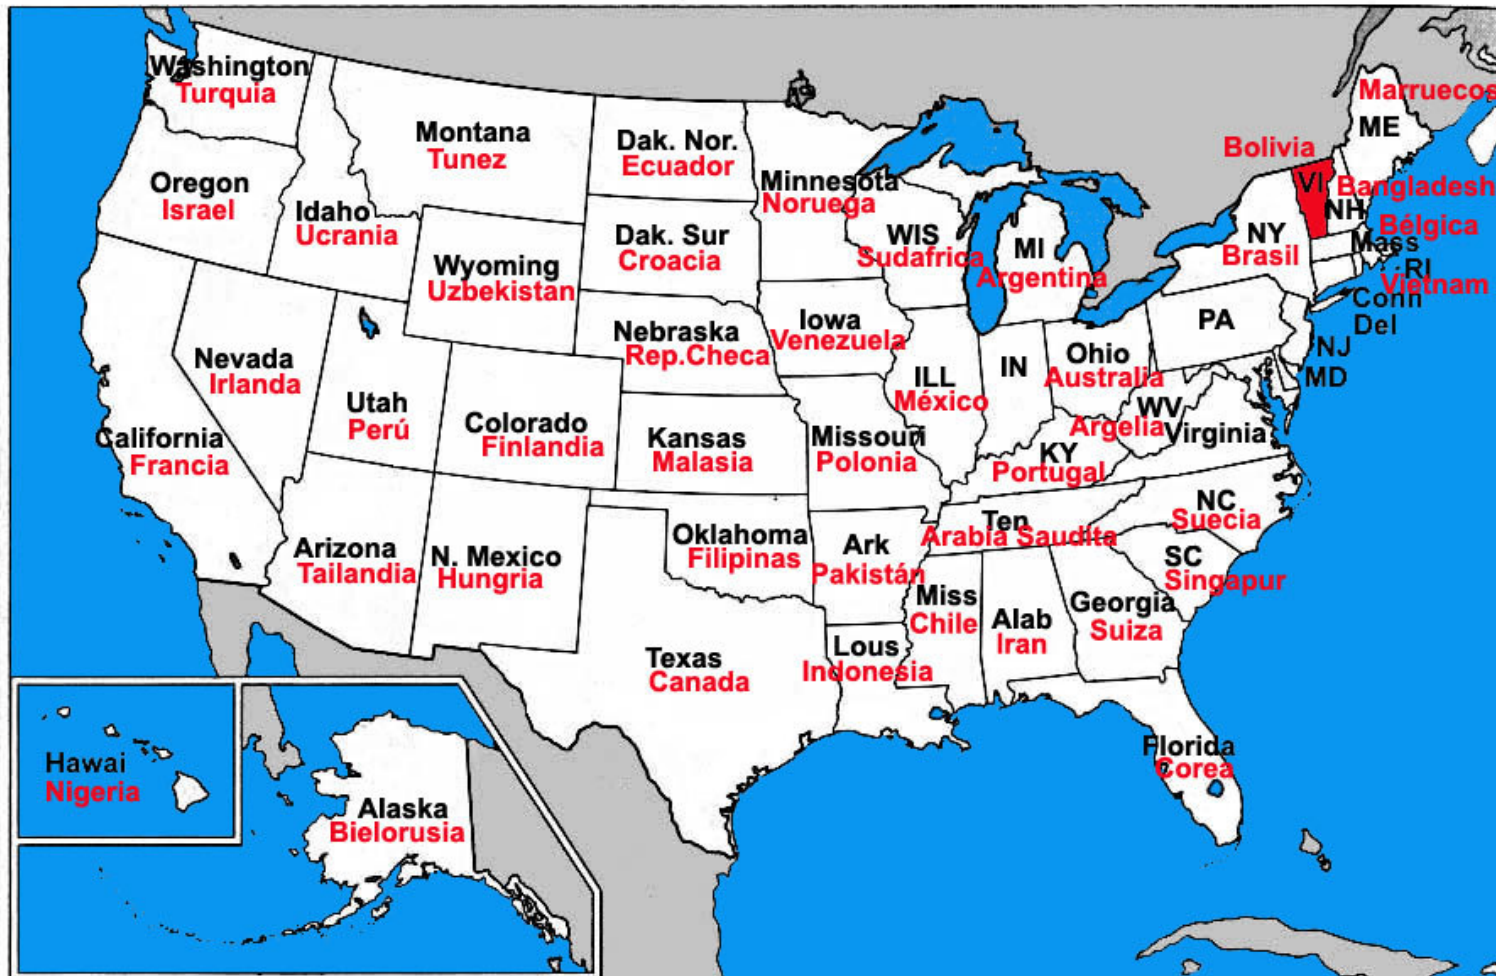 Washington
Turquia
Montana
Tunez
Dak. Nor.
Ecuador
Minnesota
Noruega
Marruecos
ME
Bolivia
VI
Bangladesh
NH
Bélgica
Oregon
Israel
Idaho
Ucrania
Wyoming
Uzbekistan
Dak. Sur
Croacia
WIS
Sudafrica
MI
Argentina
NY
Brasil
Mass
RI
Vietnam
Conn
Del
Nebraska
Rep.Checa
Iowa
Venezuela
PA
NJ
MD
Nevada
Irlanda
Utah
Perú
Colorado
Finlandia
Kansas
Malasia
Missouri
Polonia
ILL
México
IN
Ohio
Australia
WV
Argelia
Virginia
KY
Portugal
California
Francia
Arizona
Tailandia
N. Mexico
Hungria
Oklahoma
Filipinas
Ark
Pakistán
Ten
Arabia Saudita
NC
Suecia
SC
Singapur
Miss
Chile
Alab
Iran
Georgia
Suiza
Texas
Canada
Lous
Indonesia
Florida
Corea
Hawai
Nigeria
Alaska
Bielorusia